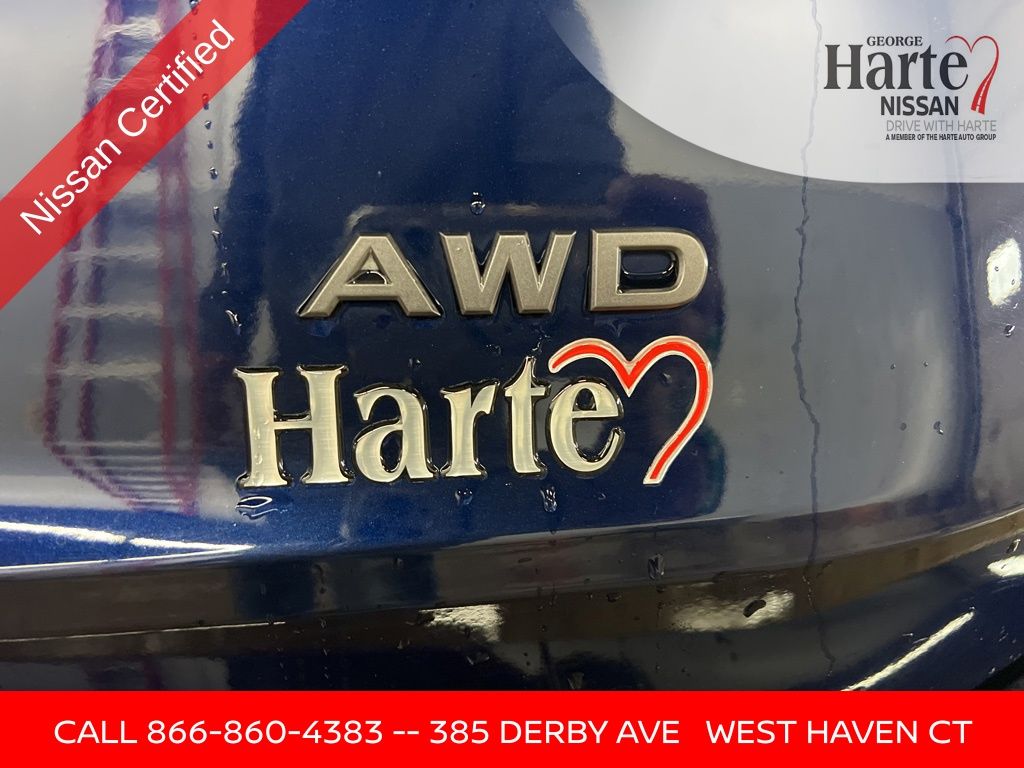 Nissan Certified
GEORGE
Harte
NISSAN
DRIVE WITH HARTE
A MEMBER OF THE HARTE AUTO GROUP
AWD
Harte
CALL 866-860-4383 -- 385 DERBY AVE WEST HAVEN CT